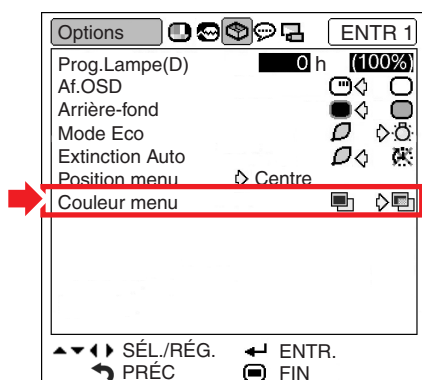 Options ENTR 1
Prog.Lampe(D) 0 h (100%)
Af.OSD
Arrière-fond
Mode Eco
Extinction Auto
Position menu Centre
Couleur menu
SÉL./RÉG. ENTR.
PRÉC FIN